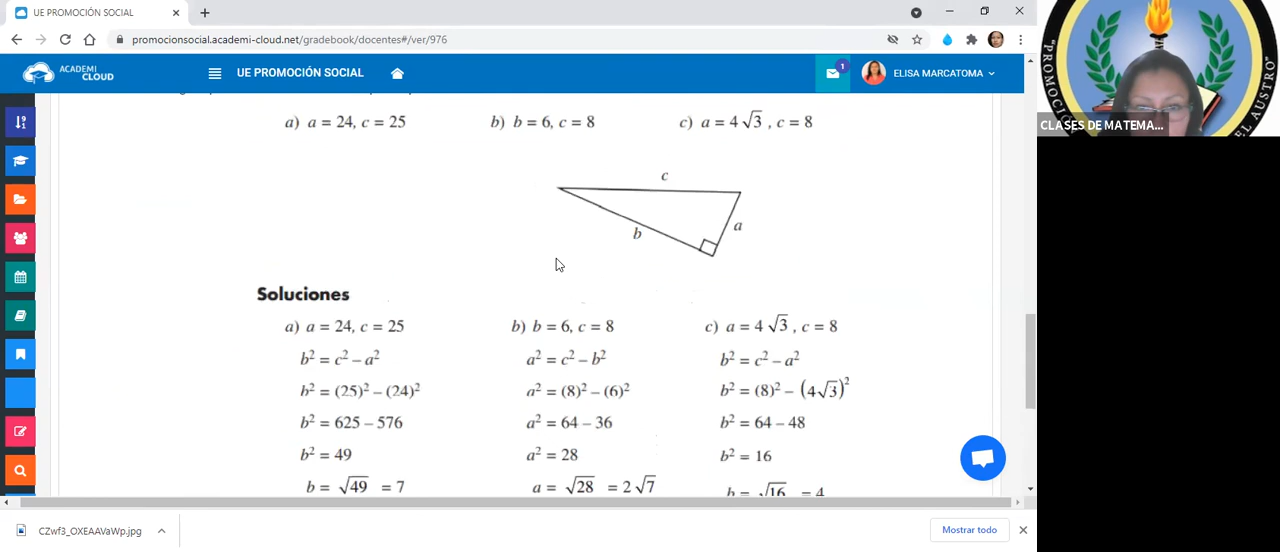 UE PROMOCIÓN SOCIAL
promocionsocial.academi-cloud.net/gradebook/docentes#/ver/976
ACADEMI CLOUD
UE PROMOCIÓN SOCIAL
1
ELISA MARCATOMA
a) a = 24, c = 25 b) b = 6, c = 8 c) a = 4√3, c = 8
c
b
a
Soluciones
a) a = 24, c = 25 b) b = 6, c = 8 c) a = 4√3, c = 8
b² = c² – a² a² = c² – b² b² = c² – a²
b² = (25)² – (24)² a² = (8)² – (6)² b² = (8)² – (4√3)²
b² = 625 – 576 a² = 64 – 36 b² = 64 – 48
b² = 49 a² = 28 b² = 16
b = √49 = 7 a = √28 = 2√7 b = √16 = 4
CZwf3_OXEAAVaWp.jpg
Mostrar todo
CLASES DE MATEMA...